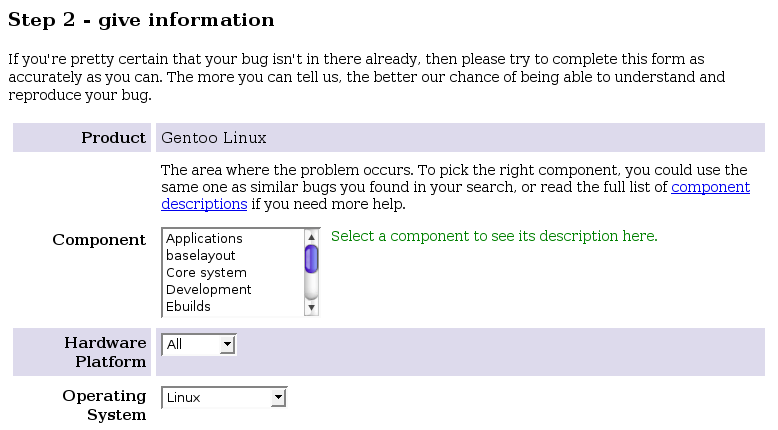 Step 2 - give information
If you're pretty certain that your bug isn't in there already, then please try to complete this form as
accurately as you can. The more you can tell us, the better our chance of being able to understand and
reproduce your bug.
Product Gentoo Linux
The area where the problem occurs. To pick the right component, you could use the
same one as similar bugs you found in your search, or read the full list of component
descriptions if you need more help.
Component
Applications
baselayout
Core system
Development
Ebuilds
Select a component to see its description here.
Hardware
Platform
All
Operating
System
Linux